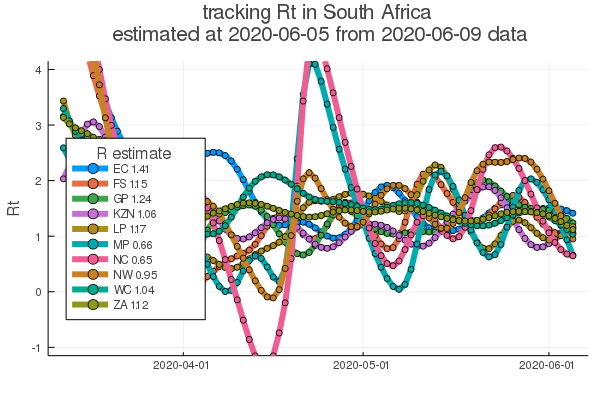 tracking Rt in South Africa
estimated at 2020-06-05 from 2020-06-09 data
4
3
2
1
0
-1
Rt
R estimate
EC 1.41
FS 1.15
GP 1.24
KZN 1.06
LP 1.17
MP 0.66
NC 0.65
NW 0.95
WC 1.04
ZA 1.12
2020-04-01
2020-05-01
2020-06-01